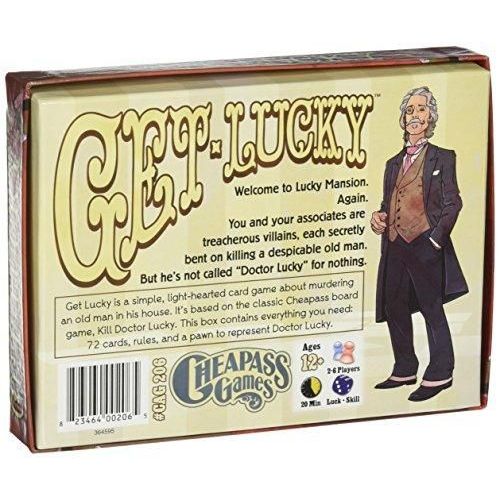 GET·LUCKY™
Welcome to Lucky Mansion.
Again.
You and your associates are
treacherous villains, each secretly
bent on killing a despicable old man.
But he's not called "Doctor Lucky" for nothing.
Get Lucky is a simple, light-hearted card game about murdering
an old man in his house. It's based on the classic Cheapass board
game, Kill Doctor Lucky. This box contains everything you need:
72 cards, rules, and a pawn to represent Doctor Lucky.
8 23464 00206 5
364595
#CAG 206
CHEAPASS
Games
Ages
12+
2-6 Players
20 Min
Luck · Skill